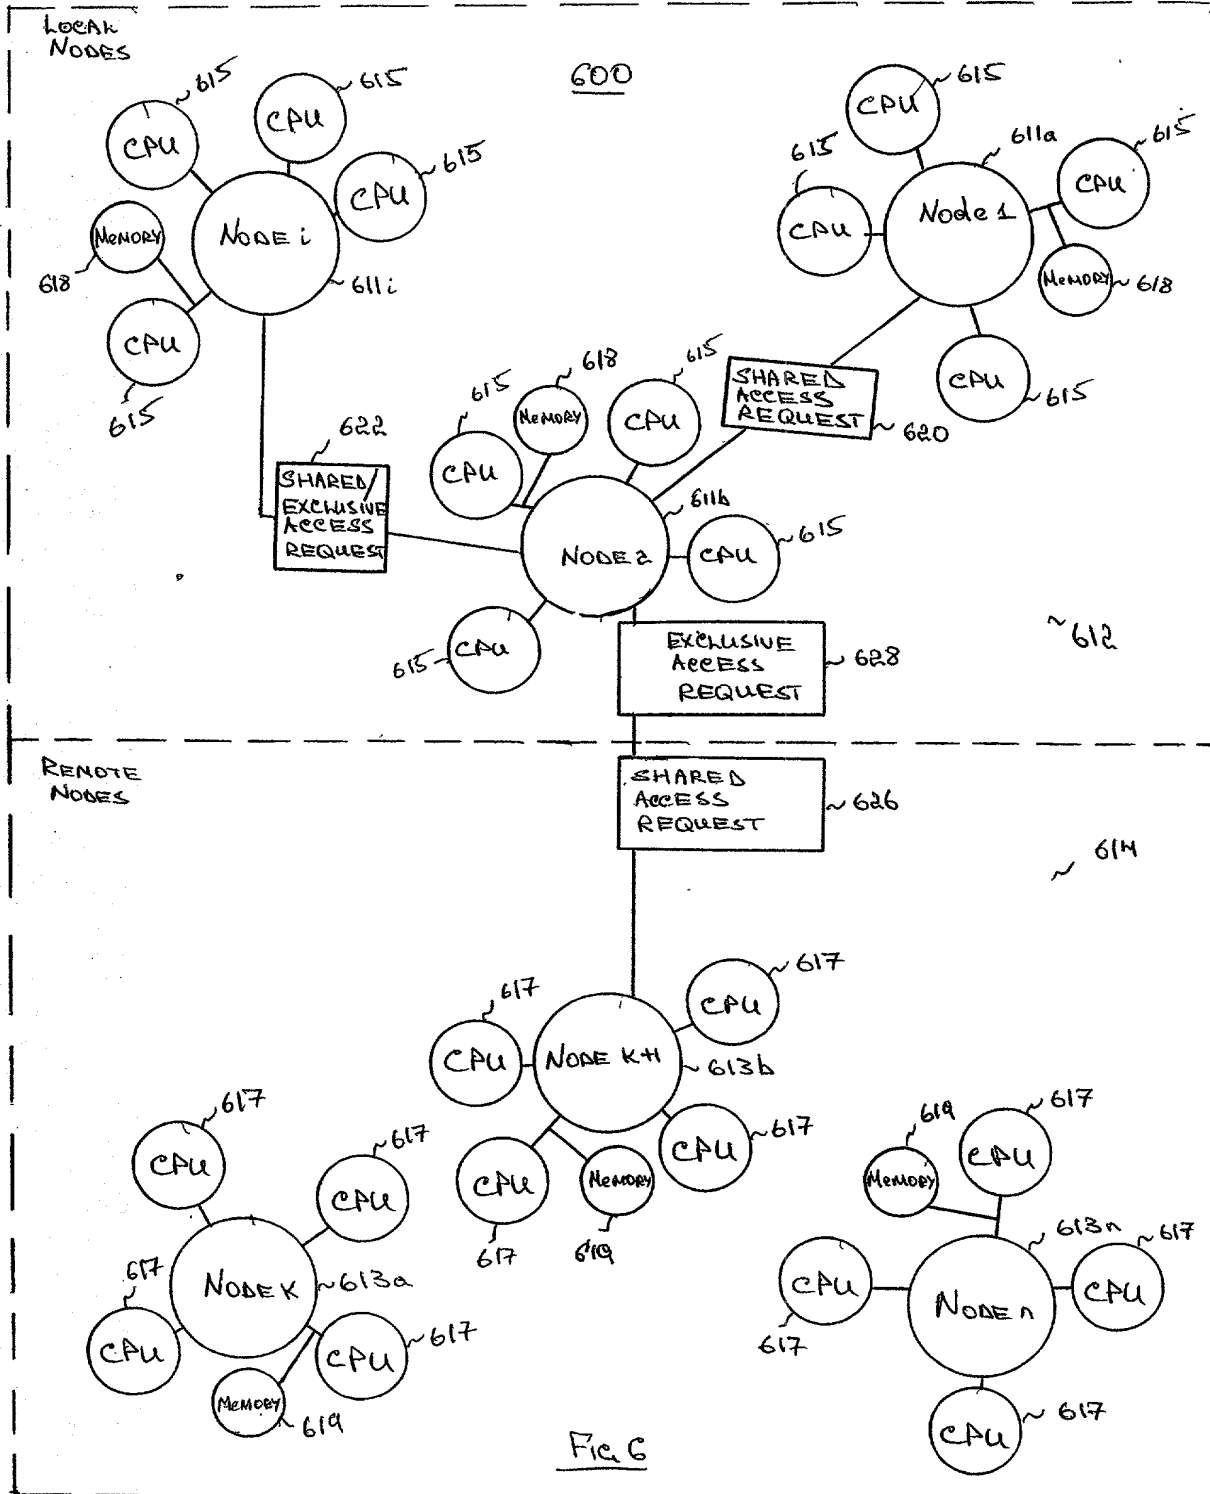 LOCAL
NODES
600
615
CPU
615
CPU
615
CPU
MEMORY
618
NODE i
611i
CPU
615
615
CPU
615
CPU
611a
615
CPU
Node 1
MEMORY
618
CPU
615
SHARED
ACCESS
REQUEST
620
622
SHARED/
EXCLUSIVE
ACCESS
REQUEST
615
CPU
618
MEMORY
615
CPU
611b
NODE 2
615
CPU
615
CPU
EXCLUSIVE
ACCESS
REQUEST
628
612
REMOTE
NODES
SHARED
ACCESS
REQUEST
626
614
617
CPU
617
CPU
NODE K+1
613b
CPU
617
MEMORY
619
CPU
617
617
CPU
617
CPU
617
CPU
NODE K
613a
CPU
617
MEMORY
619
619
MEMORY
617
CPU
613n
617
CPU
CPU
617
NODE n
CPU
617
FIG 6